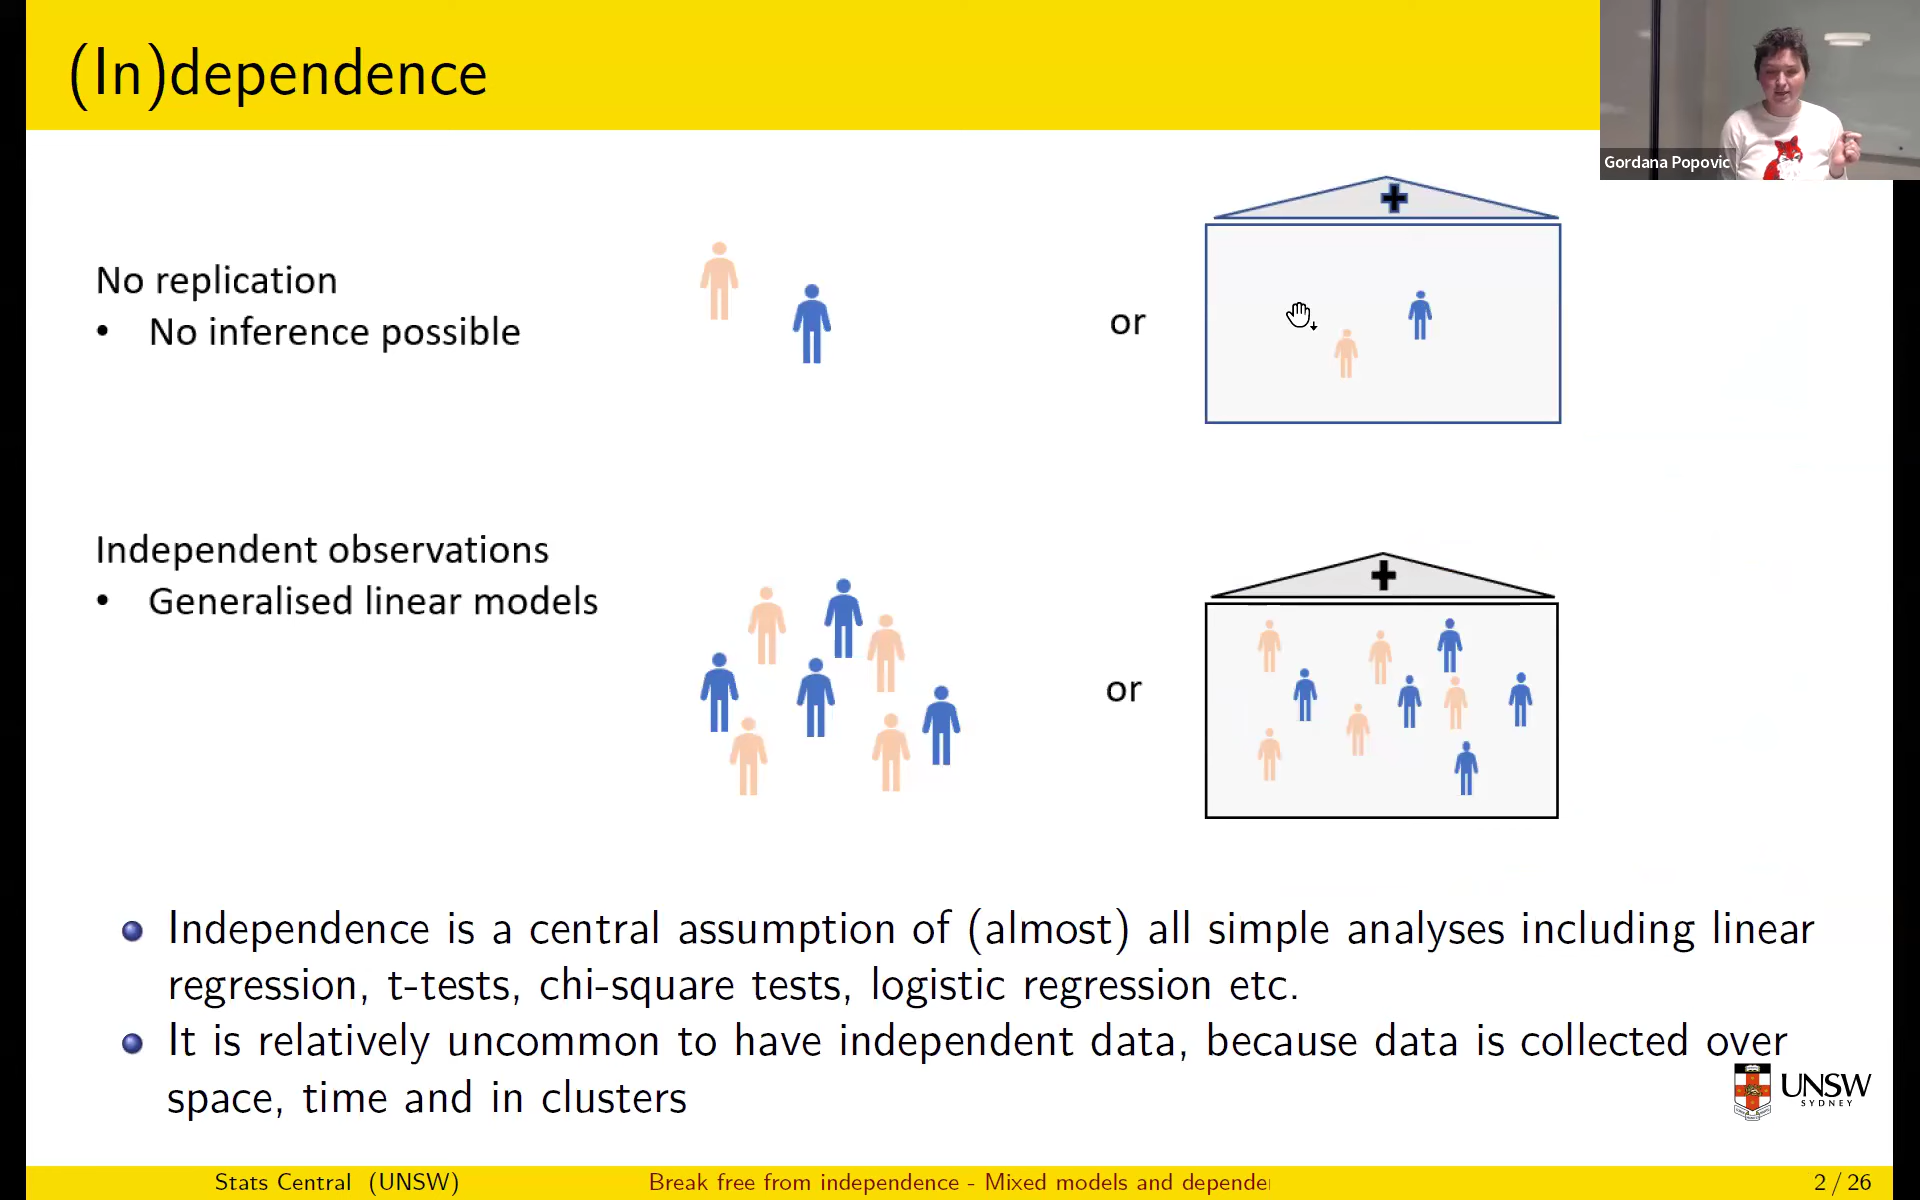 (In)dependence
Gordana Popovic
No replication
• No inference possible
or
Independent observations
• Generalised linear models
or
Independence is a central assumption of (almost) all simple analyses including linear
regression, t-tests, chi-square tests, logistic regression etc.
It is relatively uncommon to have independent data, because data is collected over
space, time and in clusters
UNSW
SYDNEY
Stats Central (UNSW)
Break free from independence - Mixed models and depende
2 / 26